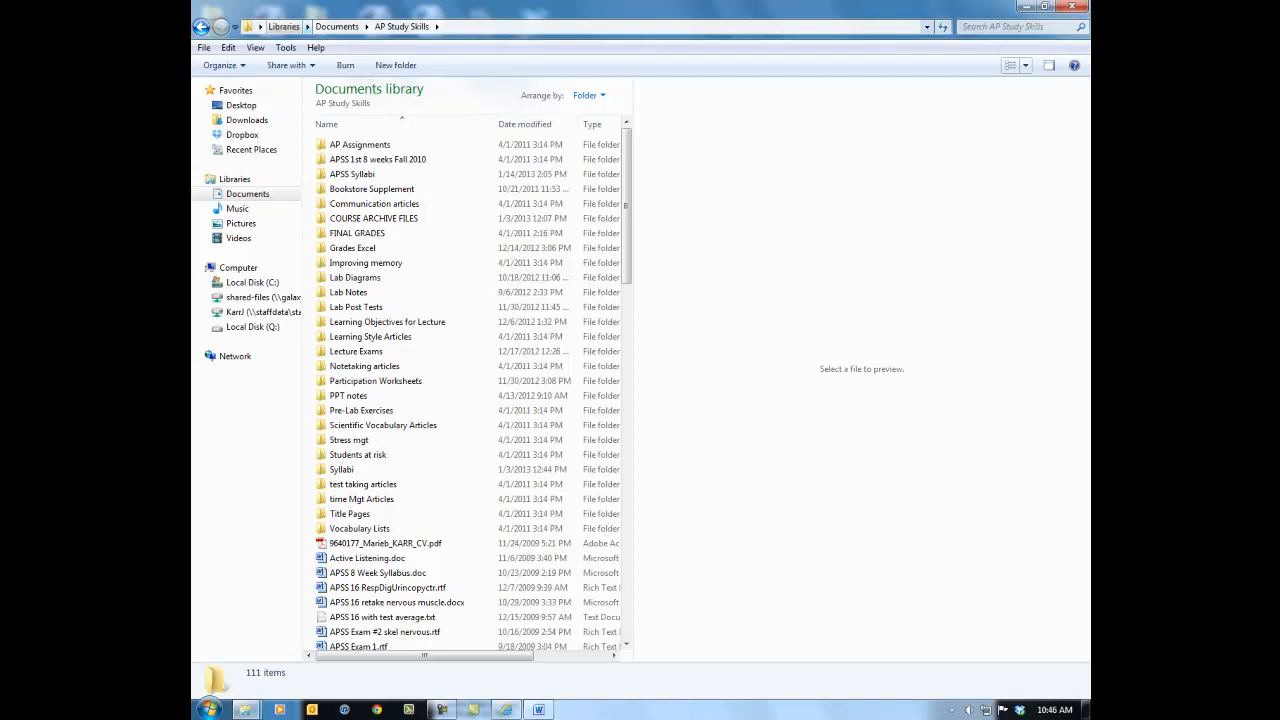 Libraries Documents AP Study Skills Search AP Study Skills
File Edit View Tools Help
Organize Share with Burn New folder
Favorites
Desktop
Downloads
Dropbox
Recent Places
Libraries
Documents
Music
Pictures
Videos
Computer
Local Disk (C:)
shared-files (\\galax
KarrJ (\\staffdata\sta
Local Disk (Q:)
Network
Documents library
AP Study Skills
Arrange by: Folder
Name Date modified Type
AP Assignments 4/1/2011 3:14 PM File folder
APSS 1st 8 weeks Fall 2010 4/1/2011 3:14 PM File folder
APSS Syllabi 1/14/2013 2:05 PM File folder
Bookstore Supplement 10/21/2011 11:53 ... File folder
Communication articles 4/1/2011 3:14 PM File folder
COURSE ARCHIVE FILES 1/3/2013 12:07 PM File folder
FINAL GRADES 4/1/2011 2:16 PM File folder
Grades Excel 12/14/2012 3:06 PM File folder
Improving memory 4/1/2011 3:14 PM File folder
Lab Diagrams 10/18/2012 11:06 ... File folder
Lab Notes 9/6/2012 2:33 PM File folder
Lab Post Tests 11/30/2012 11:45 ... File folder
Learning Objectives for Lecture 12/6/2012 1:32 PM File folder
Learning Style Articles 4/1/2011 3:14 PM File folder
Lecture Exams 12/17/2012 12:26 ... File folder
Notetaking articles 4/1/2011 3:14 PM File folder
Participation Worksheets 11/30/2012 3:08 PM File folder
PPT notes 4/13/2012 9:10 AM File folder
Pre-Lab Exercises 4/1/2011 3:14 PM File folder
Scientific Vocabulary Articles 4/1/2011 3:14 PM File folder
Stress mgt 4/1/2011 3:14 PM File folder
Students at risk 4/1/2011 3:14 PM File folder
Syllabi 1/3/2013 12:44 PM File folder
test taking articles 4/1/2011 3:14 PM File folder
time Mgt Articles 4/1/2011 3:14 PM File folder
Title Pages 4/1/2011 3:14 PM File folder
Vocabulary Lists 4/1/2011 3:14 PM File folder
9640177_Marieb_KARR_CV.pdf 11/24/2009 5:21 PM Adobe Ac
Active Listening.doc 11/6/2009 3:40 PM Microsoft
APSS 8 Week Syllabus.doc 10/23/2009 2:19 PM Microsoft
APSS 16 RespDigUrincopyctr.rtf 12/7/2009 9:39 AM Rich Text
APSS 16 retake nervous muscle.docx 10/29/2009 3:33 PM Microsoft
APSS 16 with test average.txt 12/15/2009 9:57 AM Text Docu
APSS Exam #2 skel nervous.rtf 10/16/2009 2:54 PM Rich Text
APSS Exam 1.rtf 9/18/2009 3:04 PM Rich Text
Select a file to preview.
111 items
10:46 AM